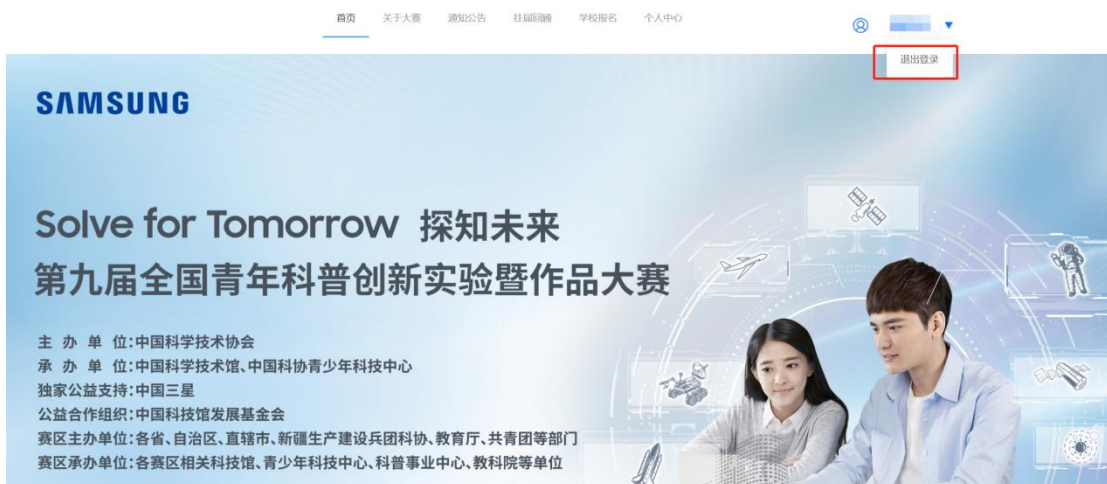 首页 关于大赛 通知公告 往届回顾 学校报名 个人中心
退出登录
SAMSUNG
Solve for Tomorrow 探知未来
第九届全国青年科普创新实验暨作品大赛
主 办 单 位:中国科学技术协会
承 办 单 位:中国科学技术馆、中国科协青少年科技中心
独家公益支持:中国三星
公益合作组织:中国科技馆发展基金会
赛区主办单位:各省、自治区、直辖市、新疆生产建设兵团科协、教育厅、共青团等部门
赛区承办单位:各赛区相关科技馆、青少年科技中心、科普事业中心、教科院等单位